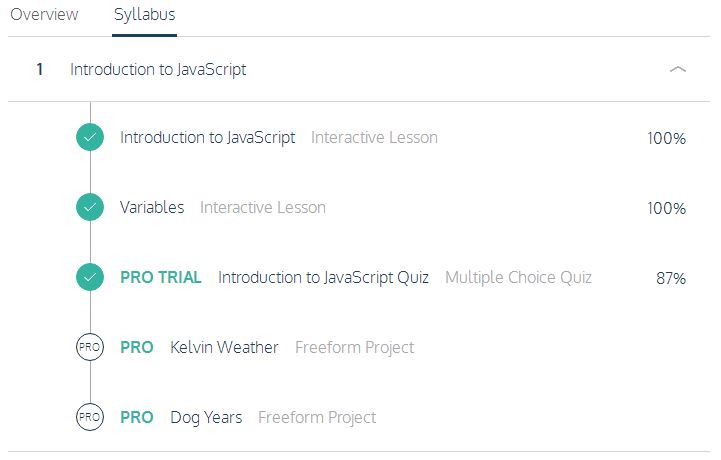 Overview Syllabus
1 Introduction to JavaScript
Introduction to JavaScript Interactive Lesson 100%
Variables Interactive Lesson 100%
PRO TRIAL Introduction to JavaScript Quiz Multiple Choice Quiz 87%
PRO PRO Kelvin Weather Freeform Project
PRO PRO Dog Years Freeform Project